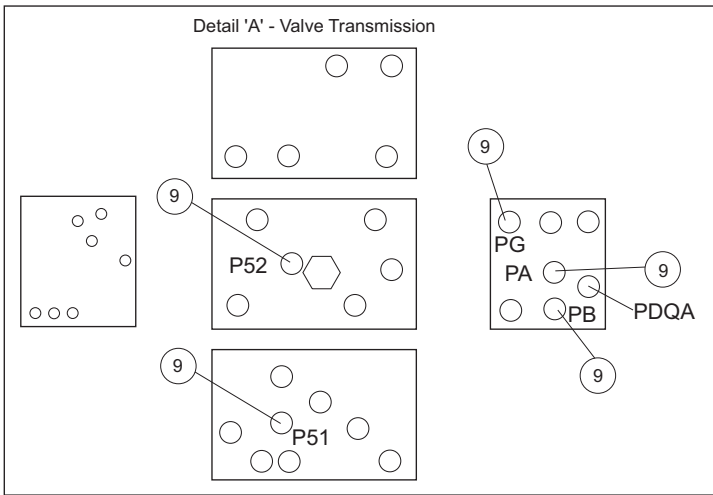 Detail 'A' - Valve Transmission
9
9
PG
P52
PA
9
PB
PDQA
9
9
P51